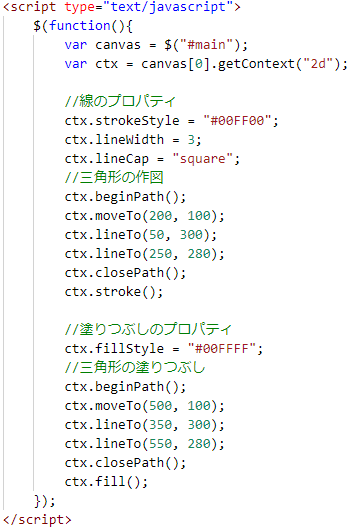 <script type="text/javascript">
    $(function(){
        var canvas = $("#main");
        var ctx = canvas[0].getContext("2d");

        //線のプロパティ
        ctx.strokeStyle = "#00FF00";
        ctx.lineWidth = 3;
        ctx.lineCap = "square";
        //三角形の作図
        ctx.beginPath();
        ctx.moveTo(200, 100);
        ctx.lineTo(50, 300);
        ctx.lineTo(250, 280);
        ctx.closePath();
        ctx.stroke();

        //塗りつぶしのプロパティ
        ctx.fillStyle = "#00FFFF";
        //三角形の塗りつぶし
        ctx.beginPath();
        ctx.moveTo(500, 100);
        ctx.lineTo(350, 300);
        ctx.lineTo(550, 280);
        ctx.closePath();
        ctx.fill();
    });
</script>